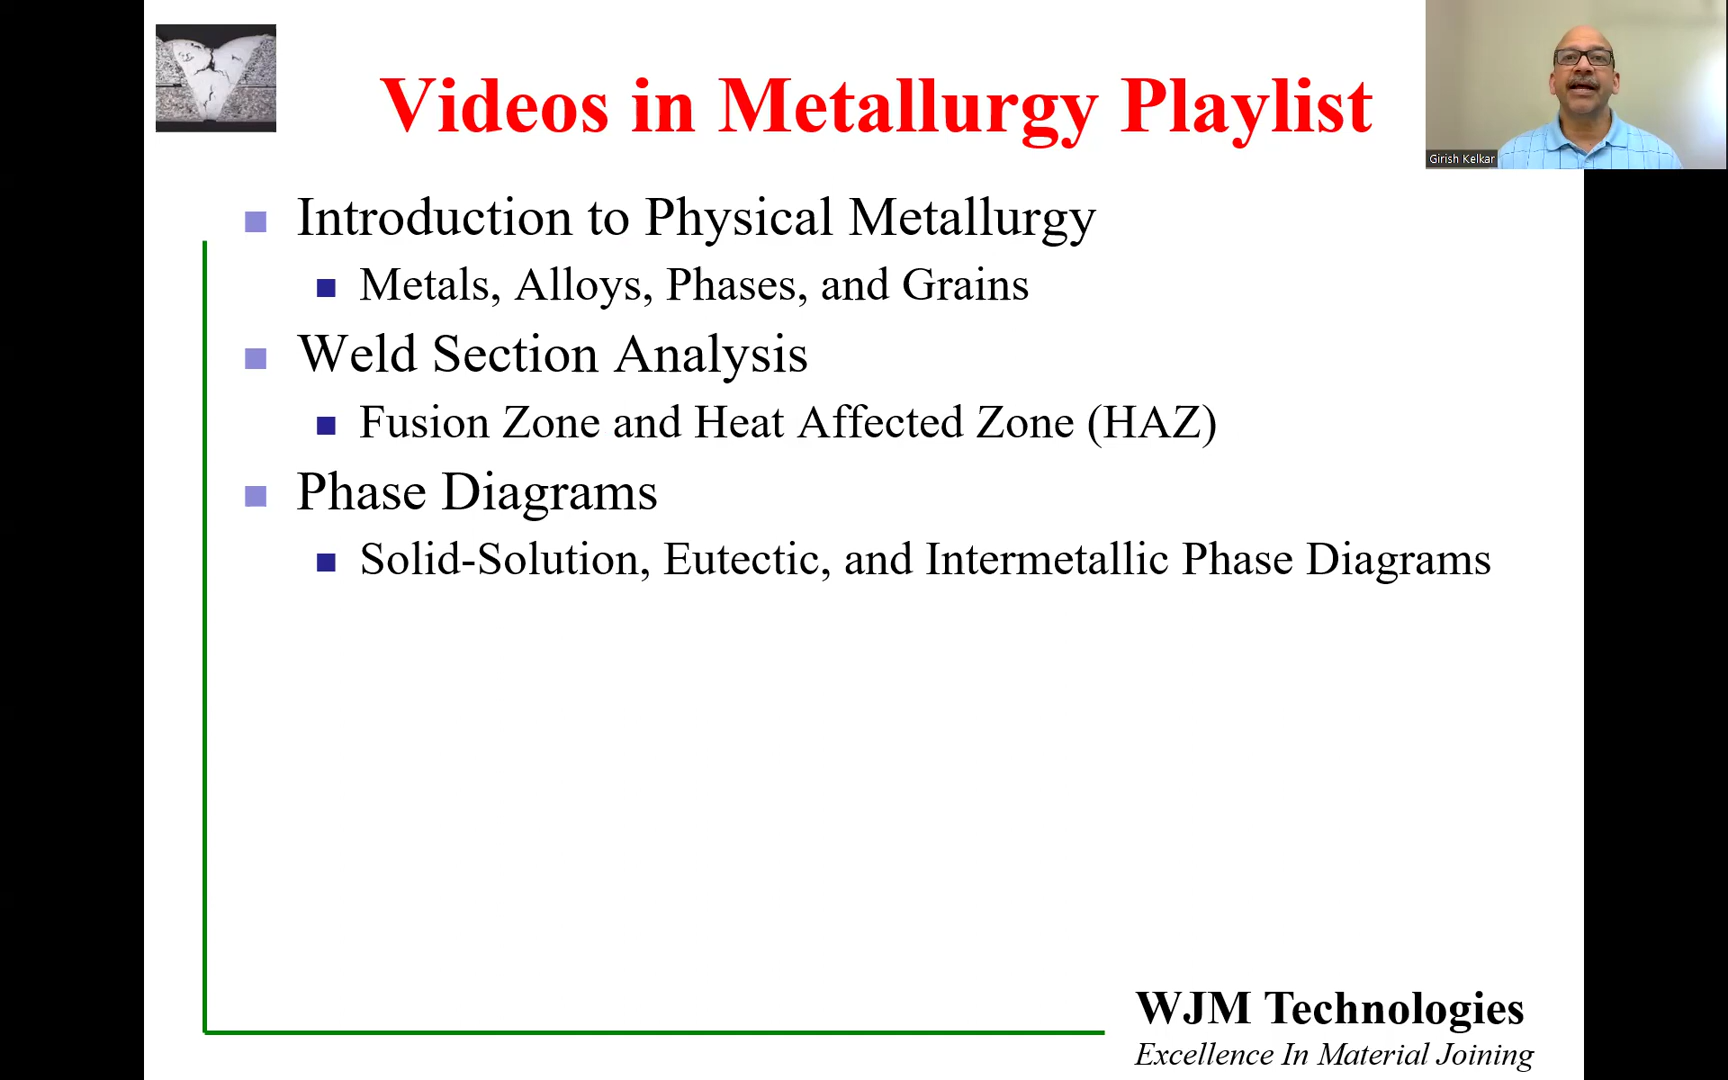 Videos in Metallurgy Playlist
Girish Kelkar
Introduction to Physical Metallurgy
Metals, Alloys, Phases, and Grains
Weld Section Analysis
Fusion Zone and Heat Affected Zone (HAZ)
Phase Diagrams
Solid-Solution, Eutectic, and Intermetallic Phase Diagrams
WJM Technologies
Excellence In Material Joining